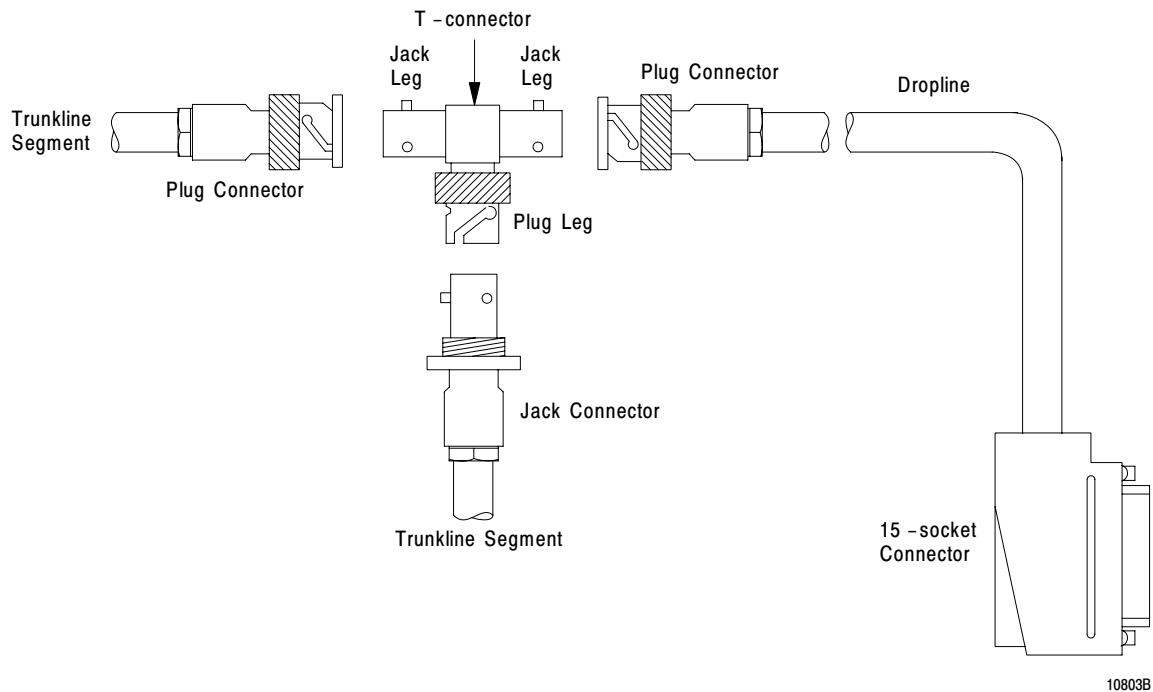 T – connector
Jack
Leg
Jack
Leg
Plug Connector
Dropline
Trunkline
Segment
Plug Connector
Plug Leg
Jack Connector
Trunkline Segment
15 – socket
Connector
10803B